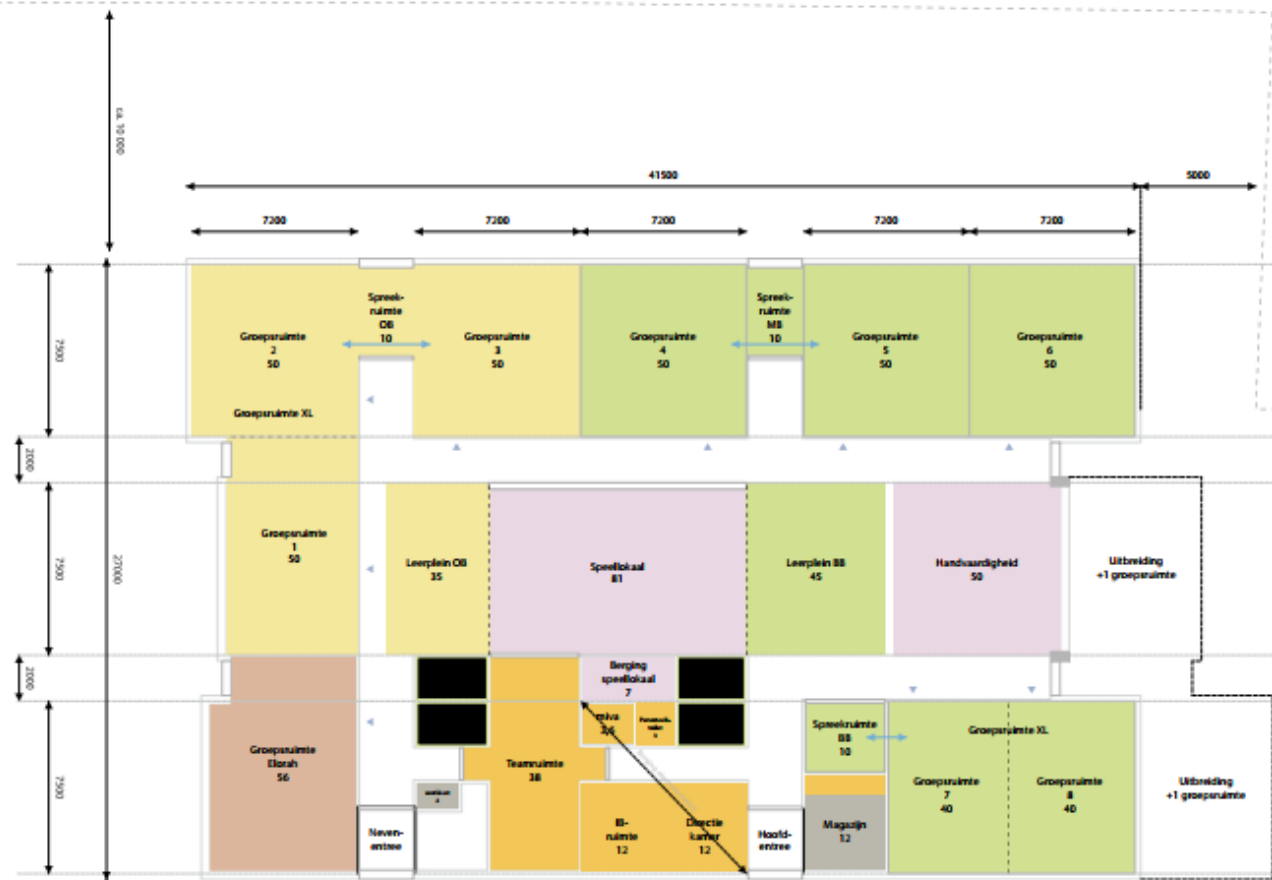 ca. 10 000
41500
5000
7200
7200
7200
7200
7200
7500
2000
7500
27000
2000
7500
Groepsruimte
2
50
Spreek-
ruimte
OB
10
Groepsruimte
3
50
Groepsruimte
4
50
Spreek-
ruimte
MB
10
Groepsruimte
5
50
Groepsruimte
6
50
Groepsruimte XL
Groepsruimte
1
50
Leerplein OB
35
Speellokaal
81
Leerplein BB
45
Handvaardigheid
50
Uitbreiding
+1 groepsruimte
Berging
speellokaal
7
Groepsruimte
Elorah
56
Teamruimte
38
miva
Spreekruimte
BB
10
Groepsruimte XL
Groepsruimte
7
40
Groepsruimte
8
40
Uitbreiding
+1 groepsruimte
Neven-
entree
IB-
ruimte
12
Directie
kamer
12
Hoofd-
entree
Magazijn
12